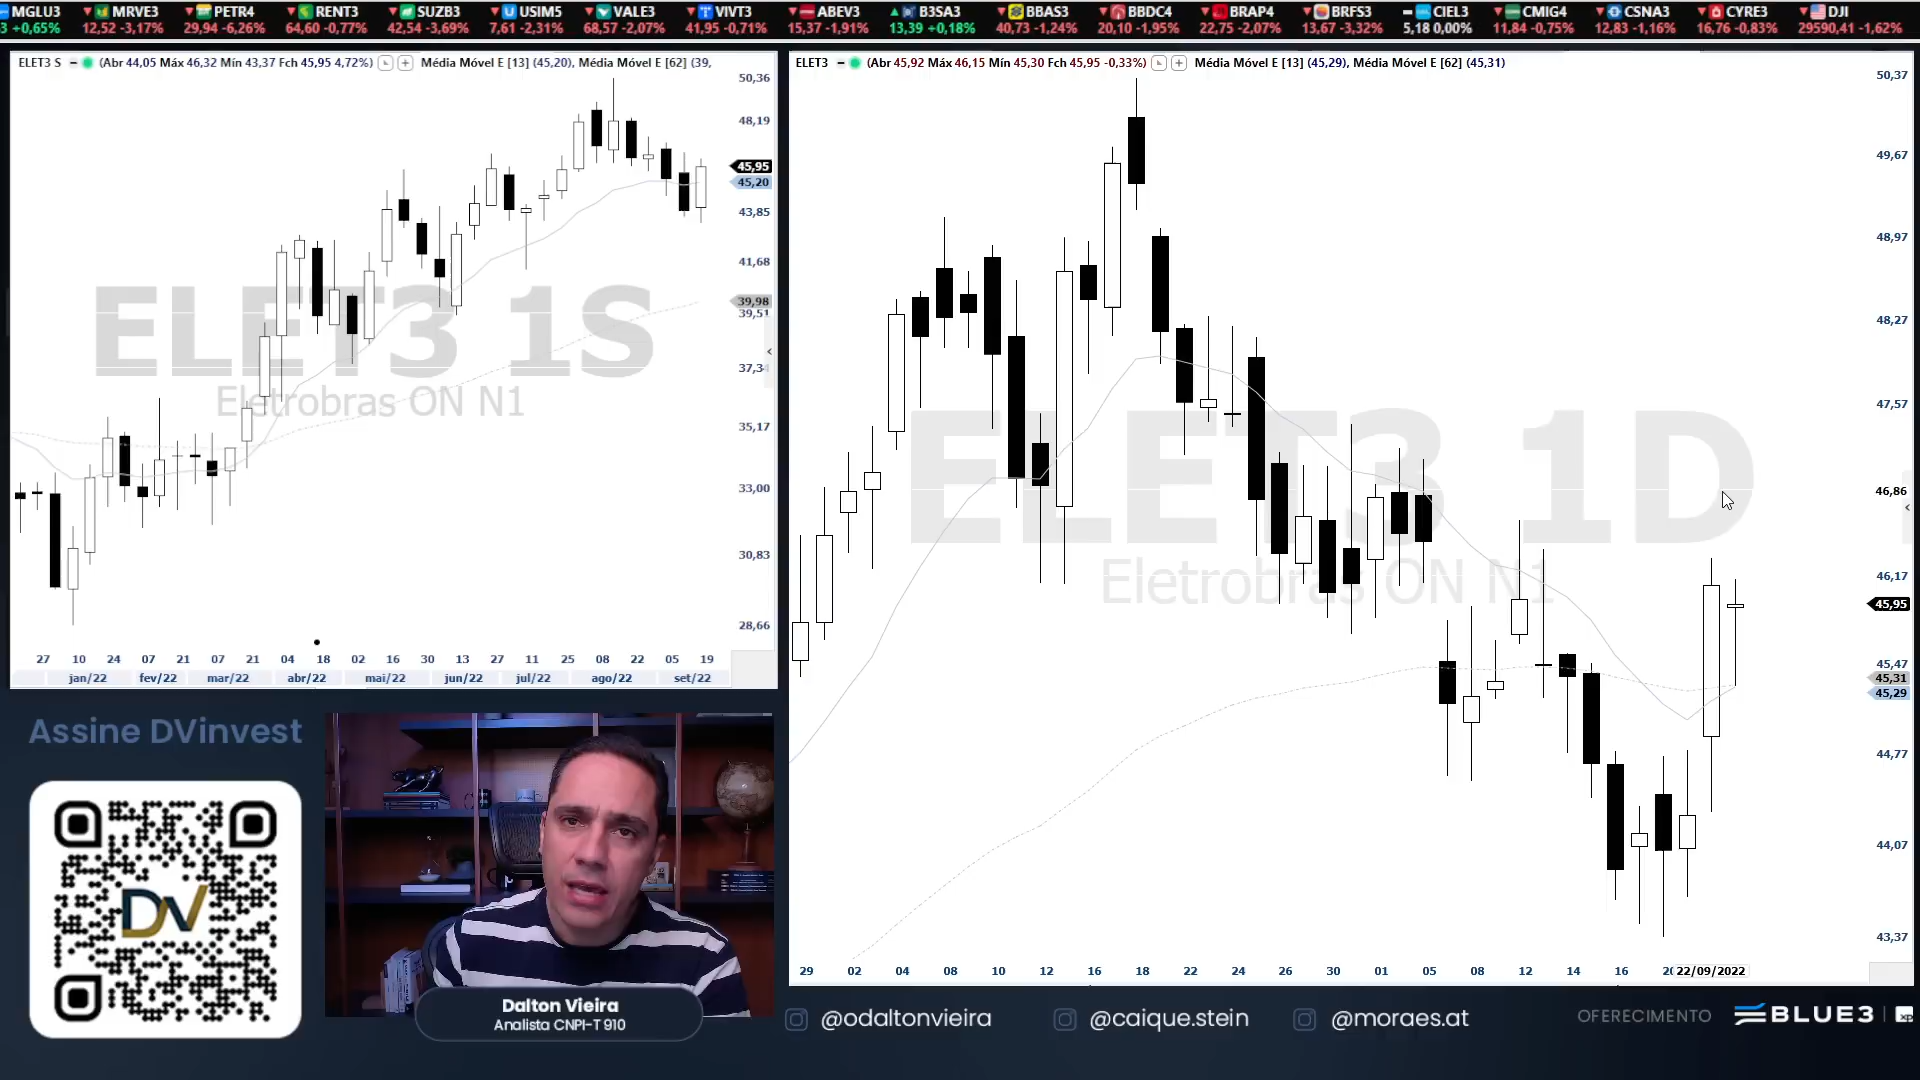 MGLU3 MRVE3 PETR4 RENT3 SUZB3 USIM5 VALE3 VIVT3 ABEV3 B3SA3 BBAS3 BBDC4 BRAP4 BRFS3 CIEL3 CMIG4 CSNA3 CYRE3 DJI
3 +0,65% 12,52 -3,17% 29,94 -6,26% 64,60 -0,77% 42,54 -3,69% 7,61 -2,31% 68,57 -2,07% 41,95 -0,71% 15,37 -1,91% 13,39 +0,18% 40,73 -1,24% 20,10 -1,95% 22,75 -2,07% 13,67 -3,32% 5,18 0,00% 11,84 -0,75% 12,83 -1,16% 16,76 -0,83% 29590,41 -1,62%
ELET3 S (Abr 44,05 Máx 46,32 Mín 43,37 Fch 45,95 4,72%) Média Móvel E [13] (45,20), Média Móvel E [62] (39,
50,36
48,19
45,95
45,20
43,85
41,68
39,98
39,51
37,34
35,17
33,00
30,83
28,66
ELET3 1S
Eletrobras ON N1
27 10 24 07 21 07 21 04 18 02 16 30 13 27 11 25 08 22 05 19
jan/22 fev/22 mar/22 abr/22 mai/22 jun/22 jul/22 ago/22 set/22
ELET3 (Abr 45,92 Máx 46,15 Mín 45,30 Fch 45,95 -0,33%) Média Móvel E [13] (45,29), Média Móvel E [62] (45,31)
50,37
49,67
48,97
48,27
47,57
46,86
46,17
45,95
45,47
45,31
45,29
44,77
44,07
43,37
ELET3 1D
Eletrobras ON N1
29 02 04 08 10 12 16 18 22 24 26 30 01 05 08 12 14 16 20 22/09/2022
Assine DVinvest
DV
Dalton Vieira
Analista CNPI-T 910
@odaltonvieira @caique.stein @moraes.at
OFERECIMENTO BLUE3 xp